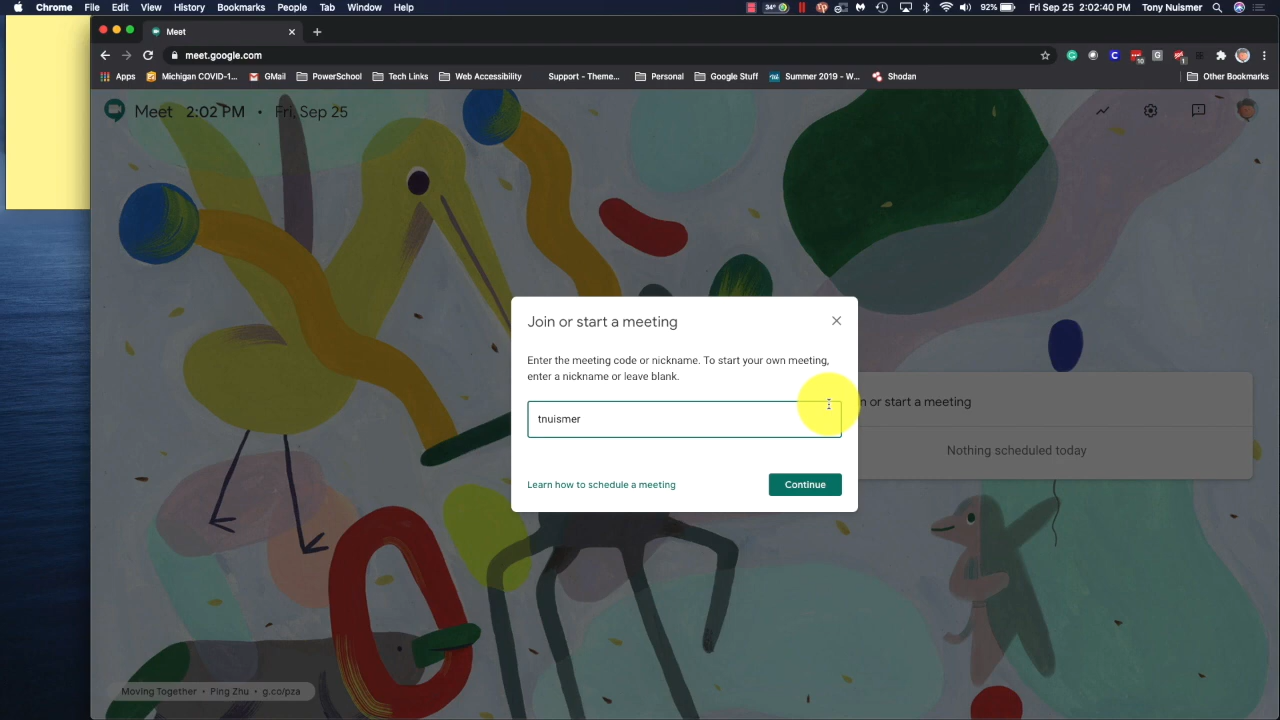 Chrome File Edit View History Bookmarks People Tab Window Help 34° 92% Fri Sep 25 2:02:40 PM Tony Nuismer
Meet
meet.google.com
Apps Michigan COVID-1... GMail PowerSchool Tech Links Web Accessibility Support - Theme... Personal Google Stuff Summer 2019 - W... Shodan Other Bookmarks
Meet 2:02 PM • Fri, Sep 25
Join or start a meeting
Enter the meeting code or nickname. To start your own meeting,
enter a nickname or leave blank.
n or start a meeting
tnuismer
Nothing scheduled today
Learn how to schedule a meeting Continue
Moving Together • Ping Zhu • g.co/pza